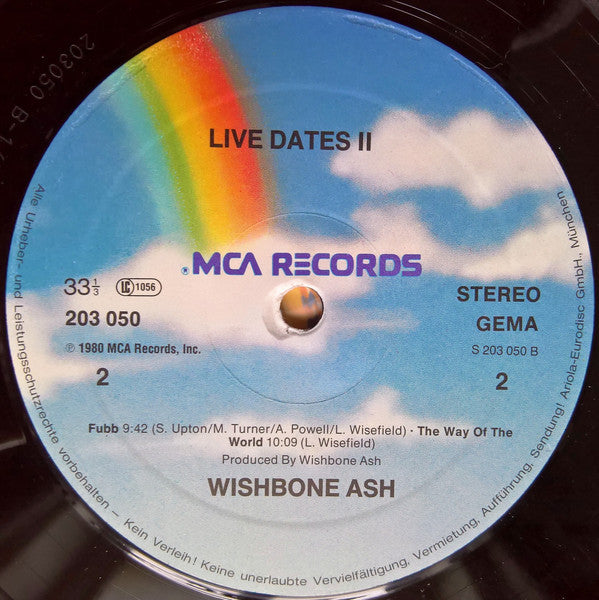 LIVE DATES II
®MCA RECORDS
33⅓ LC 1056
203 050
℗ 1980 MCA Records, Inc.
2
STEREO
GEMA
S 203 050 B
2
Fubb 9:42 (S. Upton/M. Turner/A. Powell/L. Wisefield) · The Way Of The
World 10:09 (L. Wisefield)
Produced By Wishbone Ash
WISHBONE ASH
Alle Urheber- und Leistungsschutzrechte vorbehalten – Kein Verleih! Keine unerlaubte Vervielfältigung, Vermietung, Aufführung, Sendung! Ariola-Eurodisc GmbH., München
203050 B-1